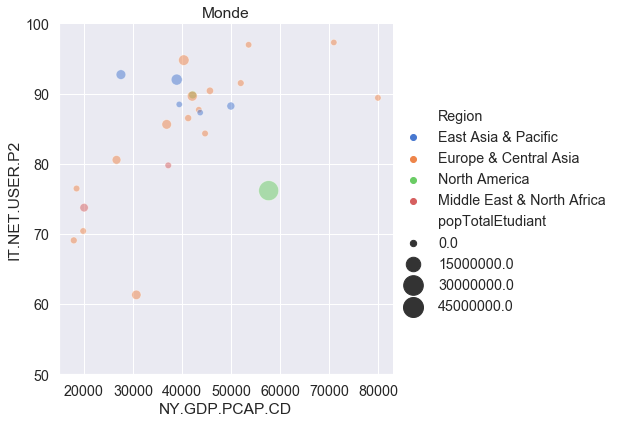 Monde
100
90
80
70
60
50
IT.NET.USER.P2
20000 30000 40000 50000 60000 70000 80000
NY.GDP.PCAP.CD
Region
East Asia & Pacific
Europe & Central Asia
North America
Middle East & North Africa
popTotalEtudiant
0.0
15000000.0
30000000.0
45000000.0